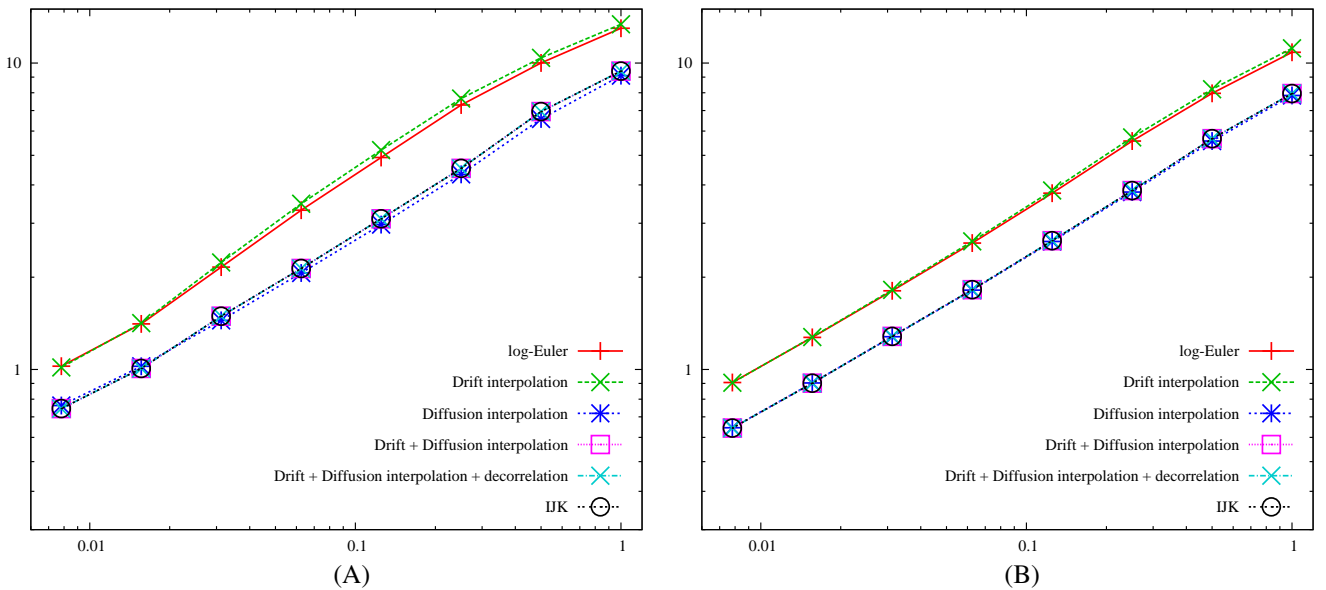 10
1
log-Euler
Drift interpolation
Diffusion interpolation
Drift + Diffusion interpolation
Drift + Diffusion interpolation + decorrelation
IJK
0.01
0.1
1
(A)
10
1
log-Euler
Drift interpolation
Diffusion interpolation
Drift + Diffusion interpolation
Drift + Diffusion interpolation + decorrelation
IJK
0.01
0.1
1
(B)